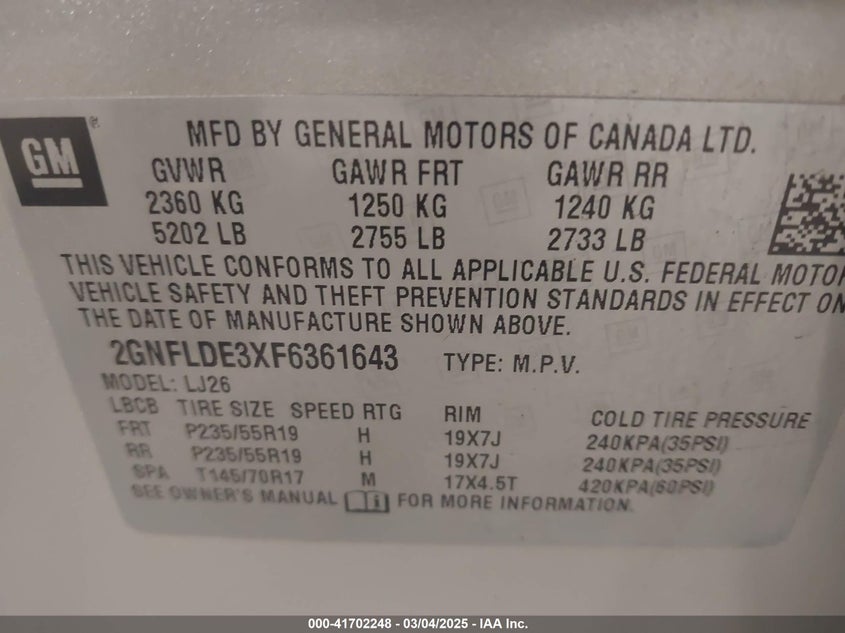 GM
®
MFD BY GENERAL MOTORS OF CANADA LTD.
GVWR GAWR FRT GAWR RR
2360 KG 1250 KG 1240 KG
5202 LB 2755 LB 2733 LB
THIS VEHICLE CONFORMS TO ALL APPLICABLE U.S. FEDERAL MOTOR
VEHICLE SAFETY AND THEFT PREVENTION STANDARDS IN EFFECT ON
THE DATE OF MANUFACTURE SHOWN ABOVE.
2GNFLDE3XF6361643 TYPE: M.P.V.
MODEL: LJ26
LBCB TIRE SIZE SPEED RTG RIM COLD TIRE PRESSURE
FRT P235/55R19 H 19X7J 240KPA(35PSI)
RR P235/55R19 H 19X7J 240KPA(35PSI)
SPA T145/70R17 M 17X4.5T 420KPA(60PSI)
SEE OWNER'S MANUAL FOR MORE INFORMATION.
000-41702248 - 03/04/2025 - IAA Inc.